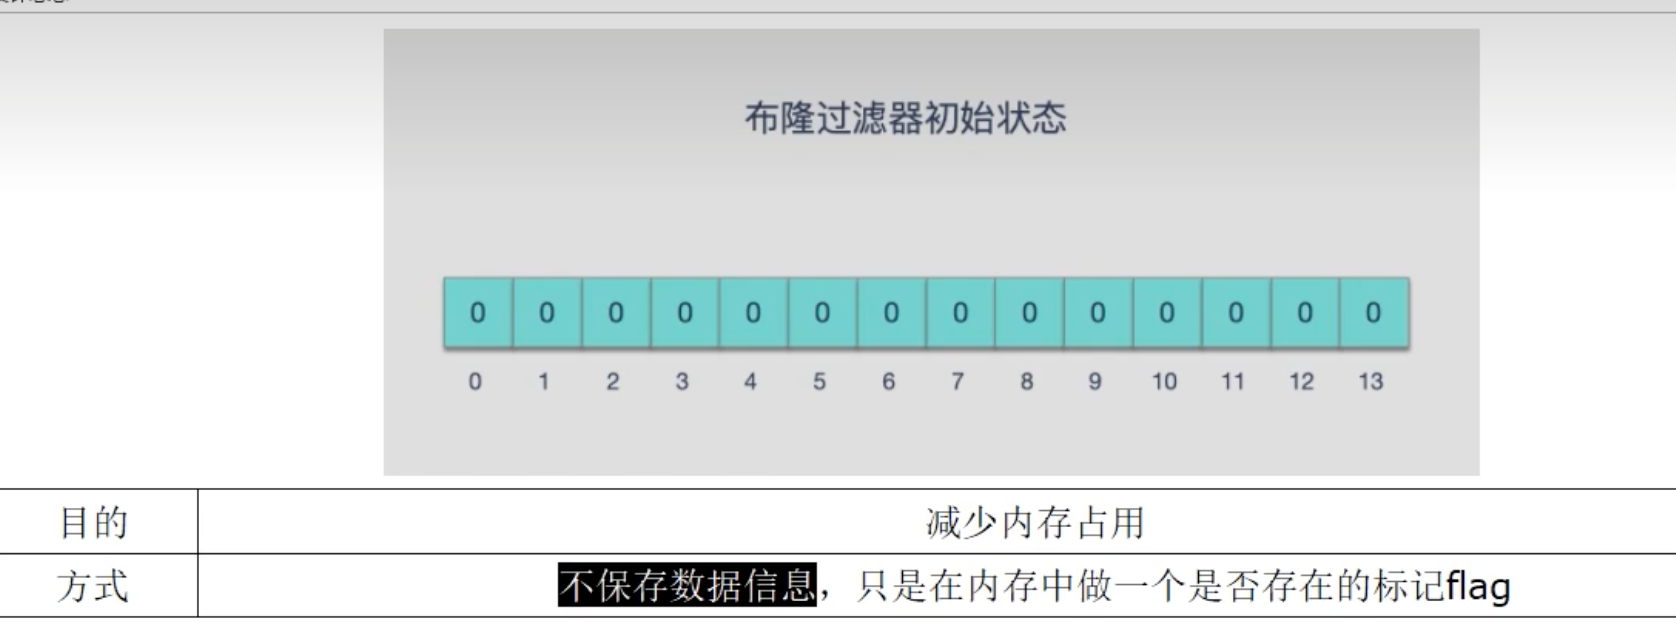 布隆过滤器初始状态
0 0 0 0 0 0 0 0 0 0 0 0 0 0
0 1 2 3 4 5 6 7 8 9 10 11 12 13
目的 减少内存占用
方式 不保存数据信息，只是在内存中做一个是否存在的标记flag